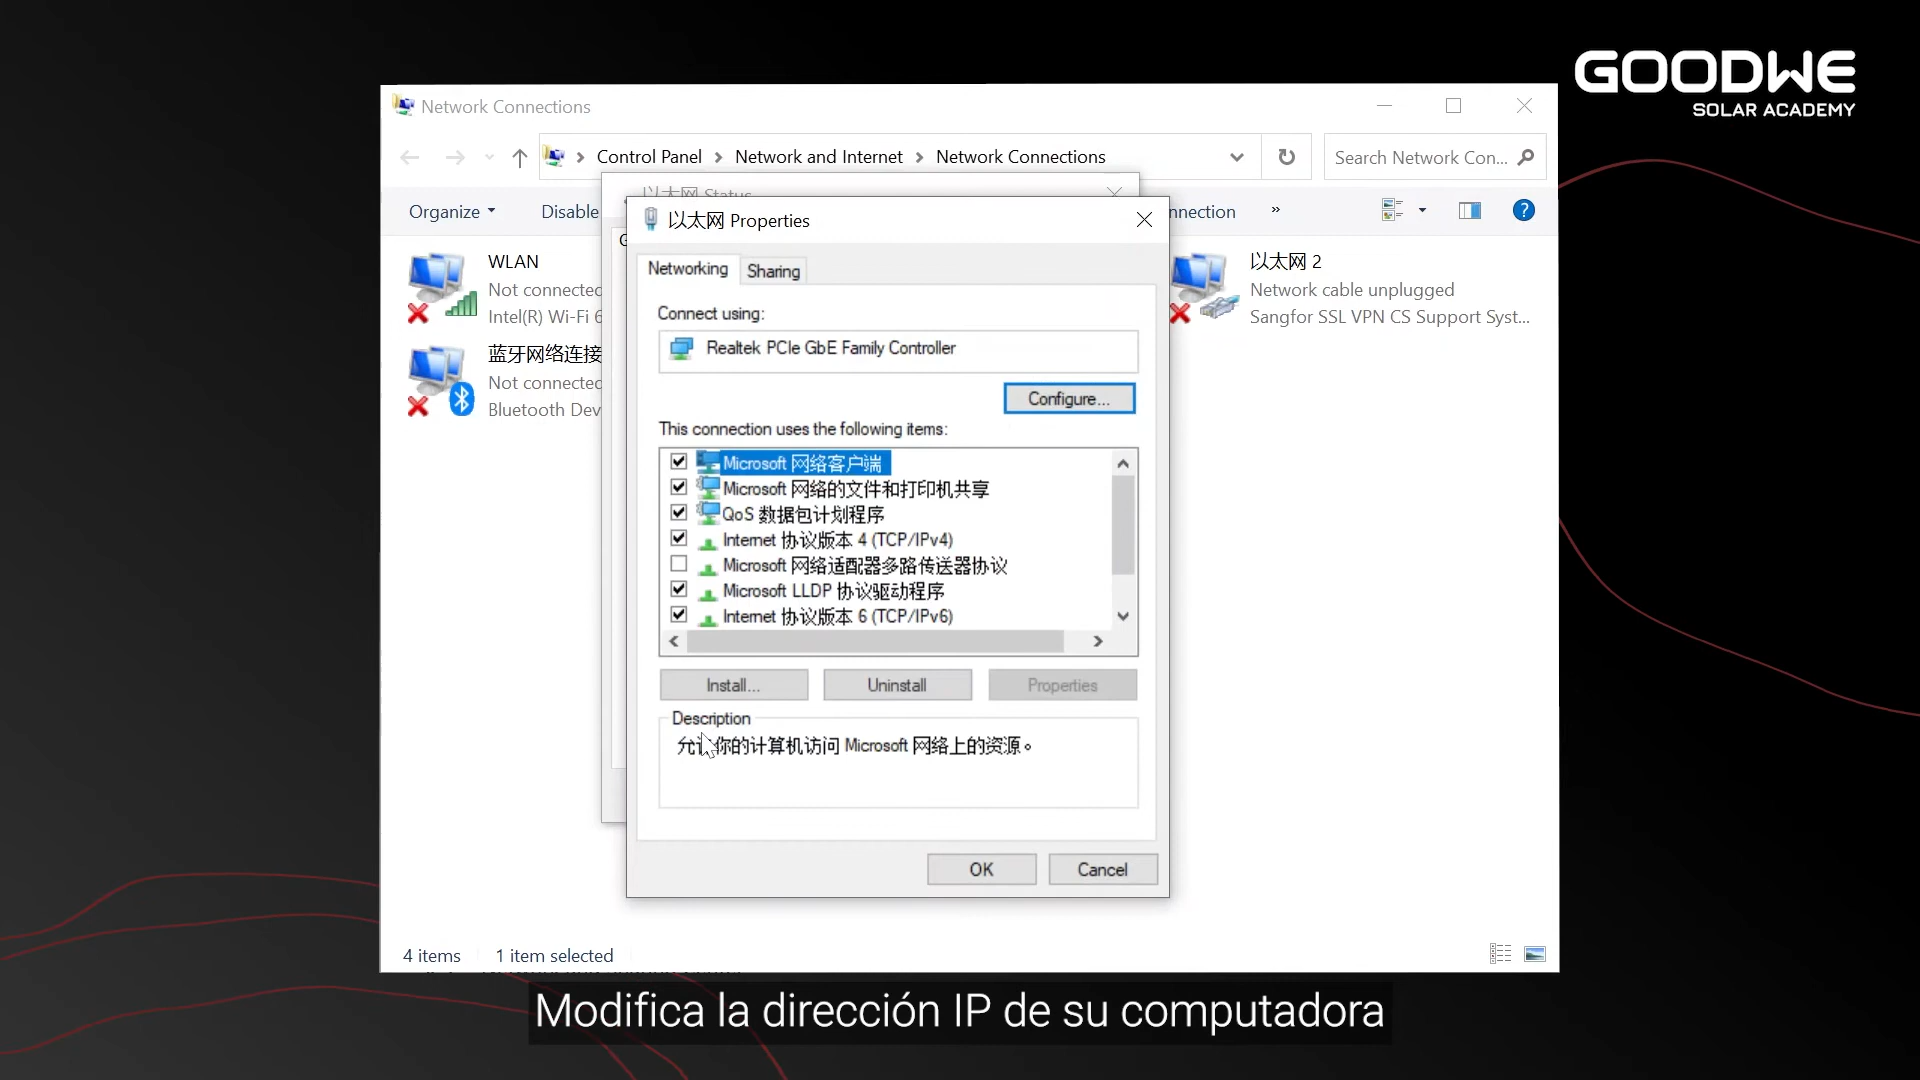 GOODWE
SOLAR ACADEMY
Network Connections
Control Panel > Network and Internet > Network Connections
Search Network Con...
以太网 Status
Organize
Disable
nnection
»
?
以太网 Properties
Networking
Sharing
WLAN
Not connected
Intel(R) Wi-Fi 6
蓝牙网络连接
Not connected
Bluetooth Dev
以太网 2
Network cable unplugged
Sangfor SSL VPN CS Support Syst...
Connect using:
Realtek PCIe GbE Family Controller
Configure...
This connection uses the following items:
Microsoft 网络客户端
Microsoft 网络的文件和打印机共享
QoS 数据包计划程序
Internet 协议版本 4 (TCP/IPv4)
Microsoft 网络适配器多路传送器协议
Microsoft LLDP 协议驱动程序
Internet 协议版本 6 (TCP/IPv6)
Install...
Uninstall
Properties
Description
允让你的计算机访问 Microsoft 网络上的资源。
OK
Cancel
4 items
1 item selected
Modifica la dirección IP de su computadora